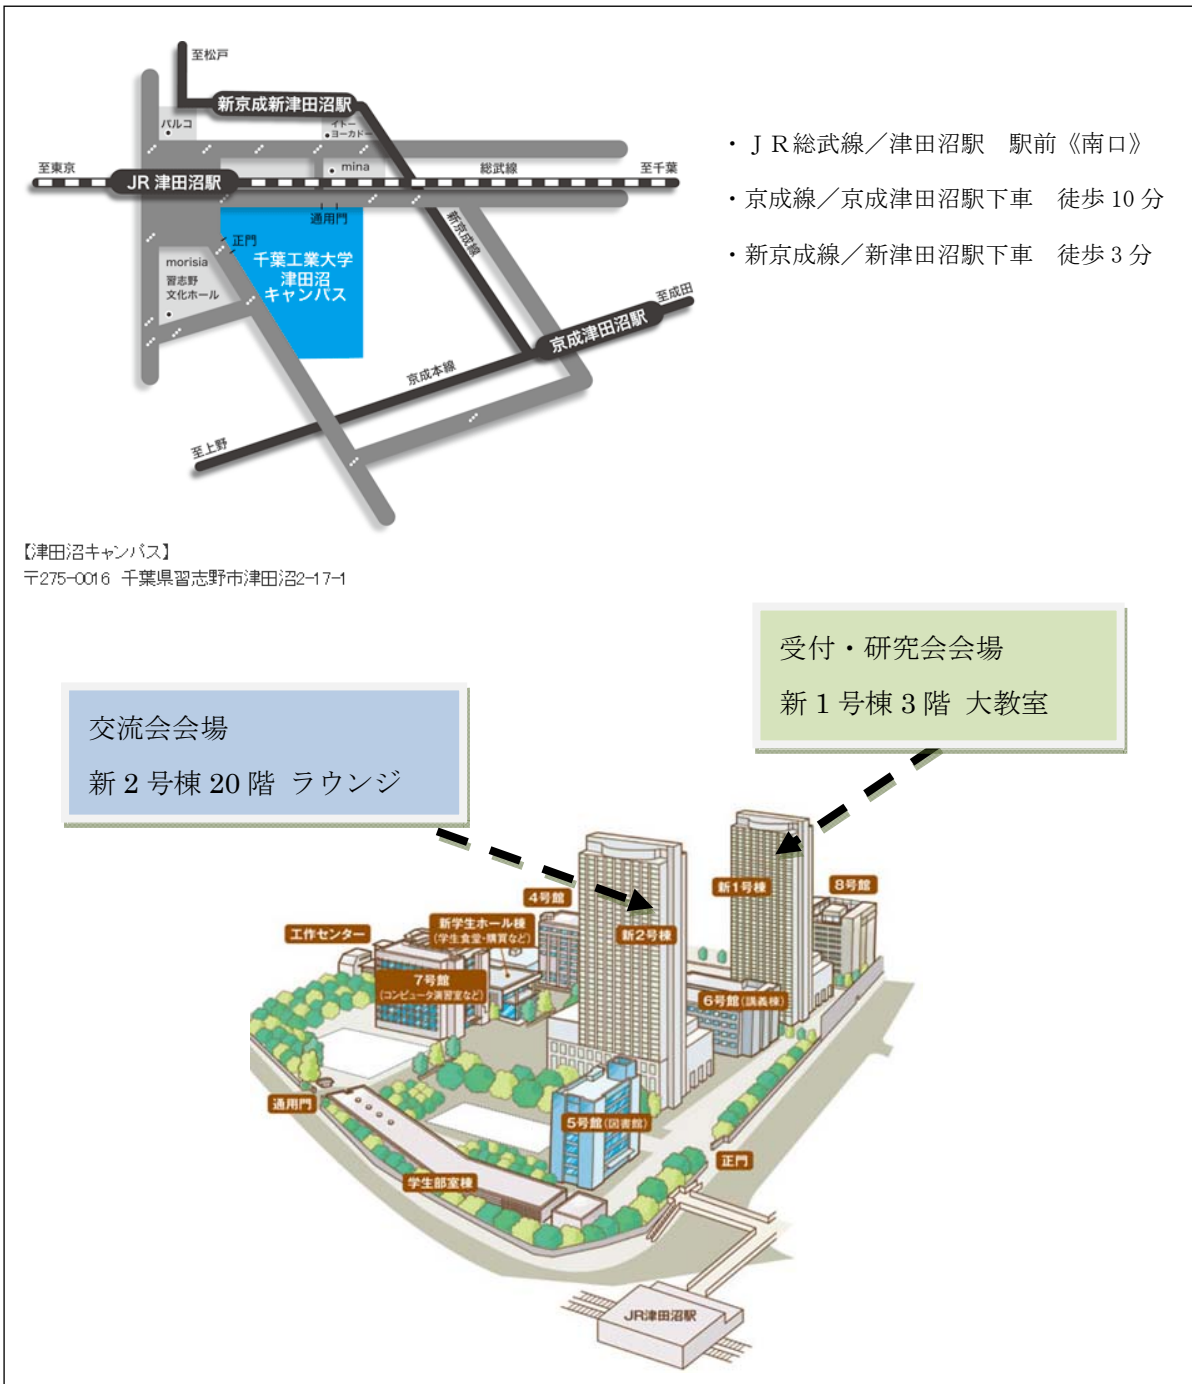 至松戸
新京成新津田沼駅
パルコ
イトー
ヨーカドー
mina
至東京
JR 津田沼駅
総武線
至千葉
通用門
正門
新京成線
morisia
習志野
文化ホール
千葉工業大学
津田沼
キャンパス
至成田
京成津田沼駅
京成本線
至上野
・ＪＲ総武線／津田沼駅　駅前《南口》
・京成線／京成津田沼駅下車　徒歩 10 分
・新京成線／新津田沼駅下車　徒歩 3 分
【津田沼キャンパス】
〒275-0016 千葉県習志野市津田沼2-17-1
受付・研究会会場
新 1 号棟 3 階 大教室
交流会会場
新 2 号棟 20 階 ラウンジ
新1号棟
8号館
4号館
新学生ホール棟
(学生食堂・購買など)
新2号棟
工作センター
7号館
(コンピュータ演習室など)
6号館(講義棟)
通用門
5号館(図書館)
正門
学生部室棟
JR津田沼駅